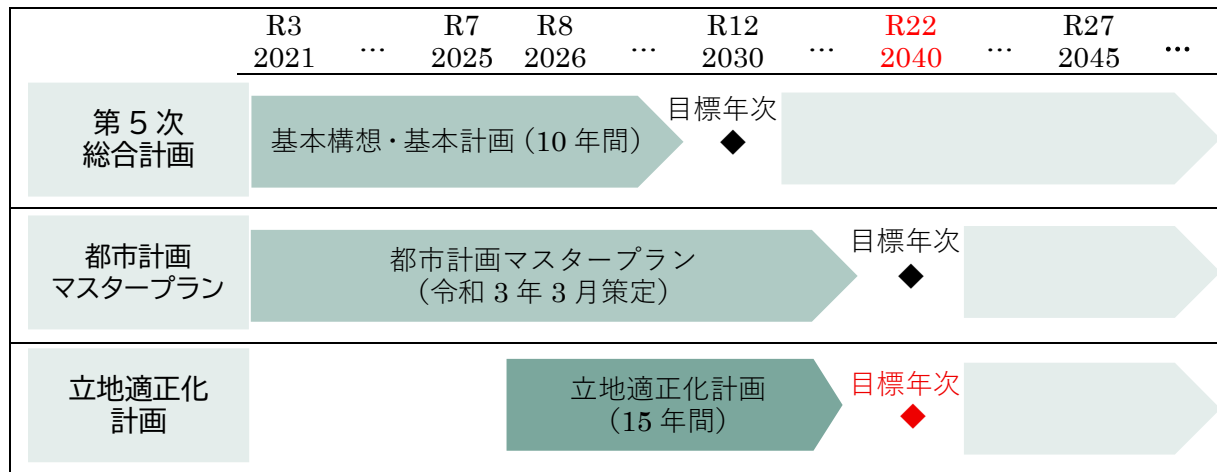 R3 R7 R8 R12 R22 R27
2021 … 2025 2026 … 2030 … 2040 … 2045 …
第5次
総合計画
基本構想・基本計画（10年間）
目標年次
◆
都市計画
マスタープラン
都市計画マスタープラン
（令和3年3月策定）
目標年次
◆
立地適正化
計画
立地適正化計画
（15年間）
目標年次
◆